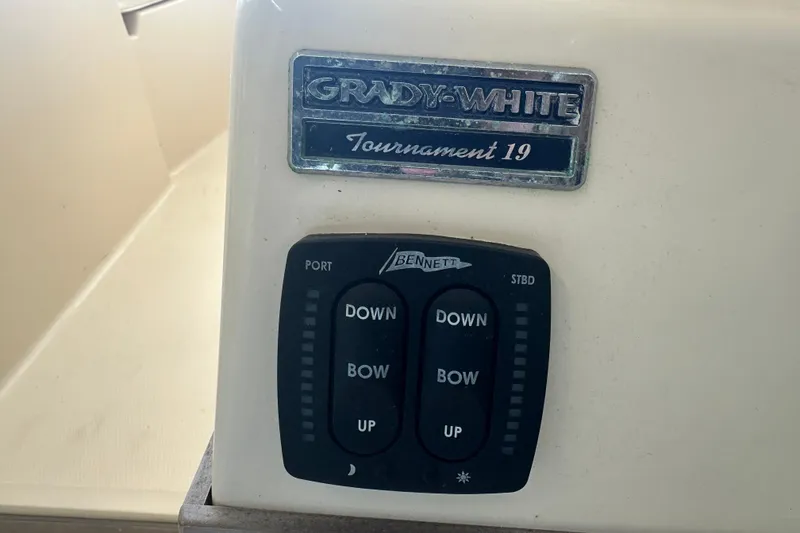 GRADY-WHITE
Tournament 19
BENNETT
PORT
STBD
DOWN DOWN
BOW BOW
UP UP